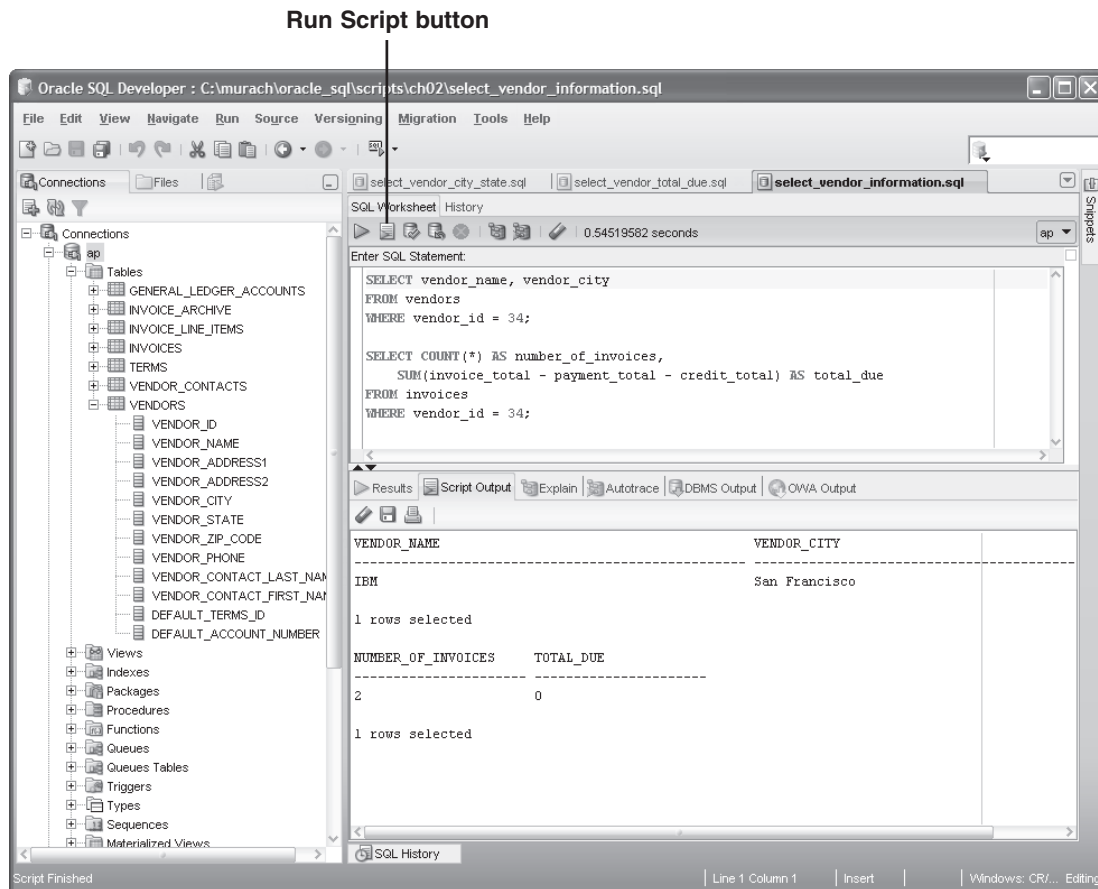 Run Script button
Oracle SQL Developer : C:\murach\oracle_sql\scripts\ch02\select_vendor_information.sql
File Edit View Navigate Run Source Versioning Migration Tools Help
Connections Files
select_vendor_city_state.sql select_vendor_total_due.sql select_vendor_information.sql
Snippets
SQL Worksheet History
0.54519582 seconds
ap
Enter SQL Statement:
SELECT vendor_name, vendor_city
FROM vendors
WHERE vendor_id = 34;
SELECT COUNT(*) AS number_of_invoices,
SUM(invoice_total - payment_total - credit_total) AS total_due
FROM invoices
WHERE vendor_id = 34;
Connections
ap
Tables
GENERAL_LEDGER_ACCOUNTS
INVOICE_ARCHIVE
INVOICE_LINE_ITEMS
INVOICES
TERMS
VENDOR_CONTACTS
VENDORS
VENDOR_ID
VENDOR_NAME
VENDOR_ADDRESS1
VENDOR_ADDRESS2
VENDOR_CITY
VENDOR_STATE
VENDOR_ZIP_CODE
VENDOR_PHONE
VENDOR_CONTACT_LAST_NAM
VENDOR_CONTACT_FIRST_NAM
DEFAULT_TERMS_ID
DEFAULT_ACCOUNT_NUMBER
Views
Indexes
Packages
Procedures
Functions
Queues
Queues Tables
Triggers
Types
Sequences
Materialized Views
Results Script Output Explain Autotrace DBMS Output OWA Output
VENDOR_NAME VENDOR_CITY
-------------------------------------------------- ------------------------------
IBM San Francisco
1 rows selected
NUMBER_OF_INVOICES TOTAL_DUE
---------------------- ----------------------
2 0
1 rows selected
SQL History
Script Finished
Line 1 Column 1 Insert Windows: CR/... Editing